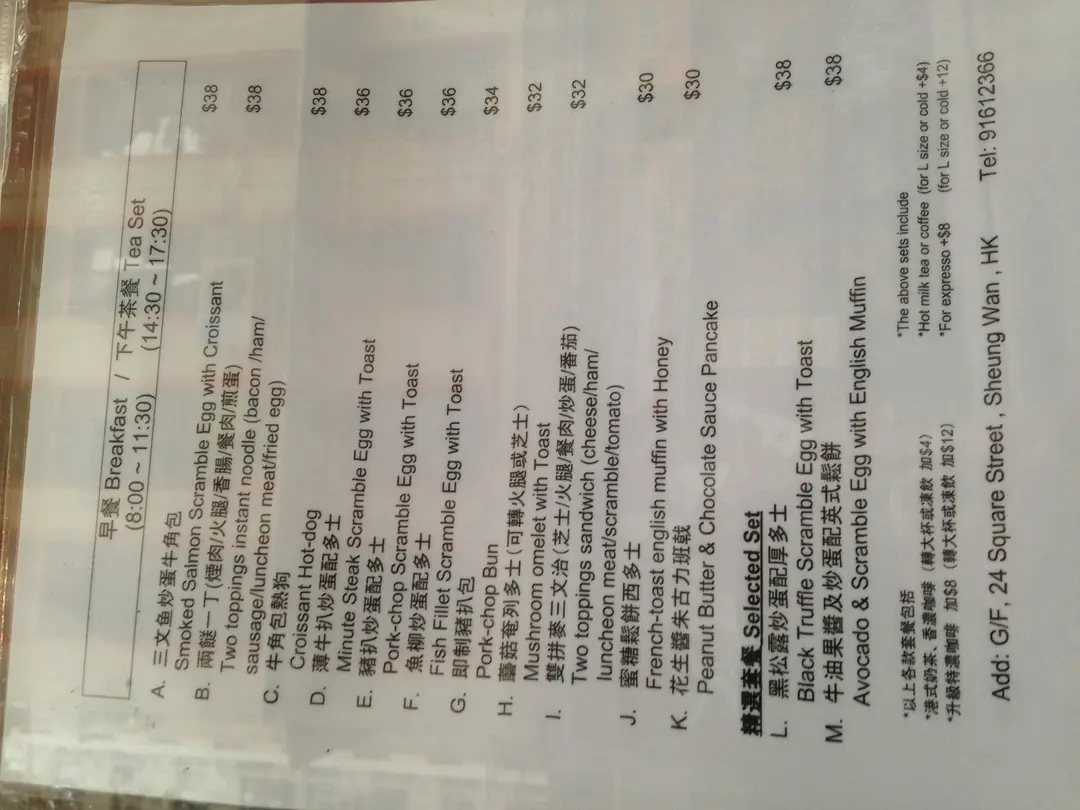 早餐 Breakfast / 下午茶餐 Tea Set
(8:00 ~ 11:30) (14:30 ~ 17:30)
A. 三文魚炒蛋牛角包 $38
Smoked Salmon Scramble Egg with Croissant
B. 兩餸一丁(煙肉/火腿/香腸/餐肉/煎蛋) $38
Two toppings instant noodle (bacon /ham/
sausage/luncheon meat/fried egg)
C. 牛角包熱狗 $38
Croissant Hot-dog
D. 薄牛扒炒蛋配多士 $36
Minute Steak Scramble Egg with Toast
E. 豬扒炒蛋配多士 $36
Pork-chop Scramble Egg with Toast
F. 魚柳炒蛋配多士 $36
Fish Fillet Scramble Egg with Toast
G. 即制豬扒包 $34
Pork-chop Bun
H. 蘑菇奄列多士(可轉火腿或芝士) $32
Mushroom omelet with Toast
I. 雙拼麥三文治(芝士/火腿/餐肉/炒蛋/番茄) $32
Two toppings sandwich (cheese/ham/
luncheon meat/scramble/tomato)
J. 蜜糖鬆餅西多士 $30
French-toast english muffin with Honey
K. 花生醬朱古力班戟 $30
Peanut Butter & Chocolate Sauce Pancake
精選套餐 Selected Set
L. 黑松露炒蛋配厚多士 $38
Black Truffle Scramble Egg with Toast
M. 牛油果醬及炒蛋配英式鬆餅 $38
Avocado & Scramble Egg with English Muffin
*以上各款套餐包括 *The above sets include
*港式奶茶、香濃咖啡 (轉大杯或凍飲 加$4) *Hot milk tea or coffee (for L size or cold +$4)
*升級特濃咖啡 加$8 (轉大杯或凍飲 加$12) *For expresso +$8 (for L size or cold +12)
Add: G/F, 24 Square Street , Sheung Wan , HK Tel: 91612366